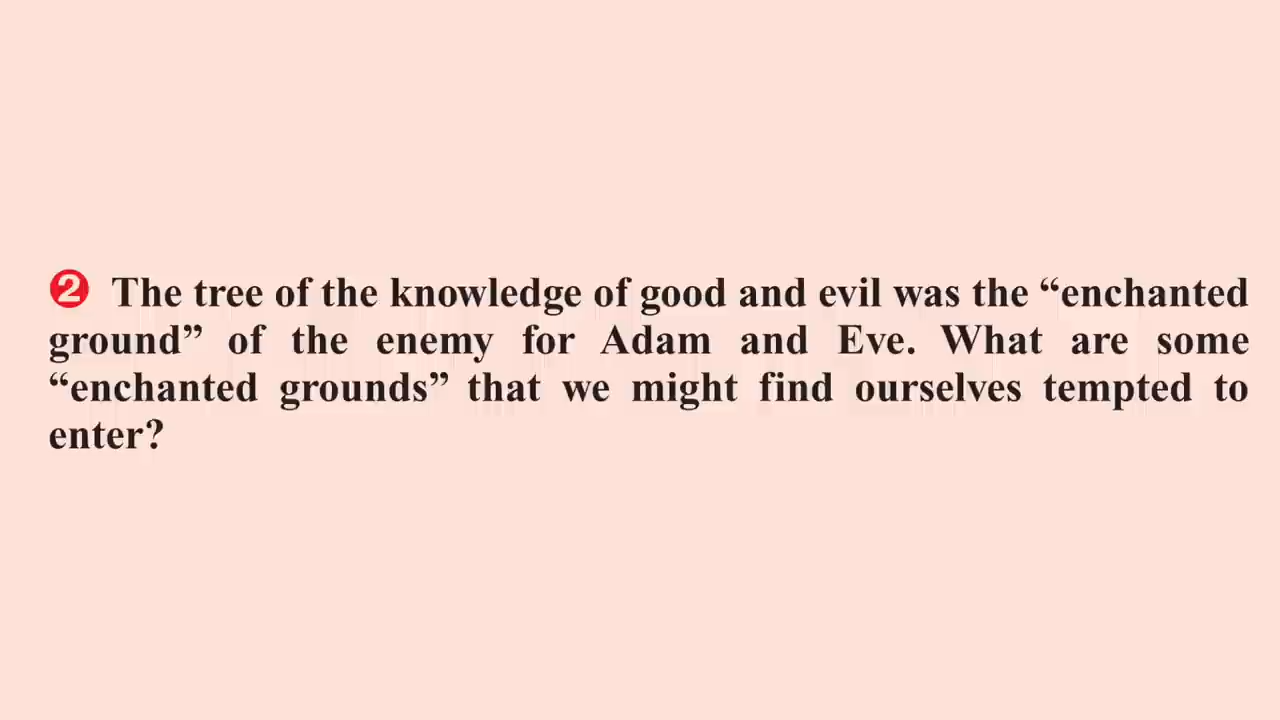 ❷ The tree of the knowledge of good and evil was the “enchanted
ground” of the enemy for Adam and Eve. What are some
“enchanted grounds” that we might find ourselves tempted to
enter?